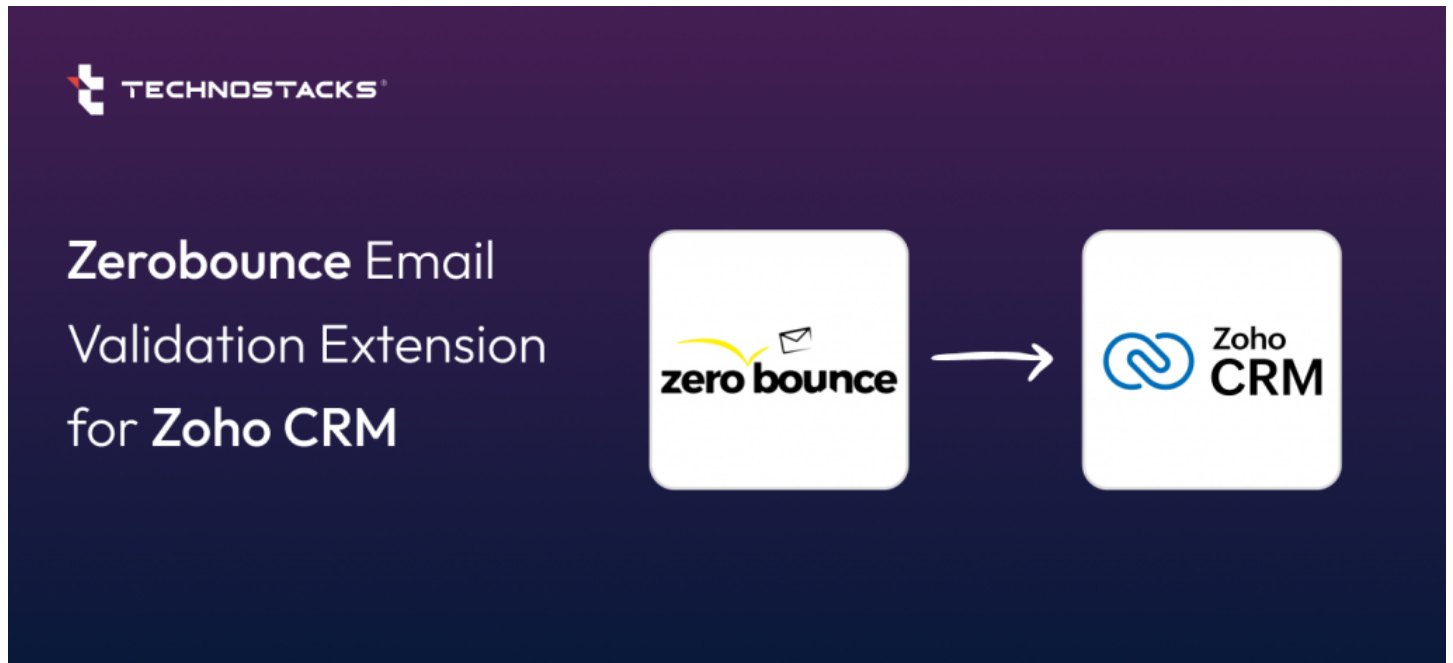 TECHNOSTACKS®
Zerobounce Email
Validation Extension
for Zoho CRM
zero bounce
Zoho
CRM